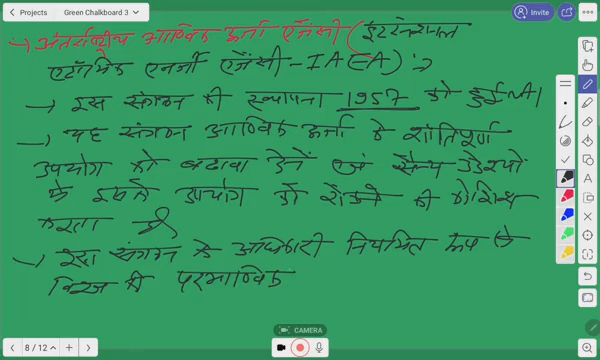 Projects Green Chalkboard 3 Invite
→ अंतर्राष्ट्रीय आण्विक ऊर्जा एजेंसी (इंटरनेशनल
एटॉमिक एनर्जी एजेंसी - IAEA) :-
→ इस संगठन की स्थापना 1957 को हुई थी।
→ यह संगठन आण्विक ऊर्जा के शांतिपूर्ण
उपयोग को बढावा देनें एवं सैन्य उद्देश्यों
के इसके उपयोग को रोकने की कोशिश
करता है
→ इस संगठन के अधिकारी नियमित रूप से
विश्व की परमाण्विक
CAMERA
8 / 12